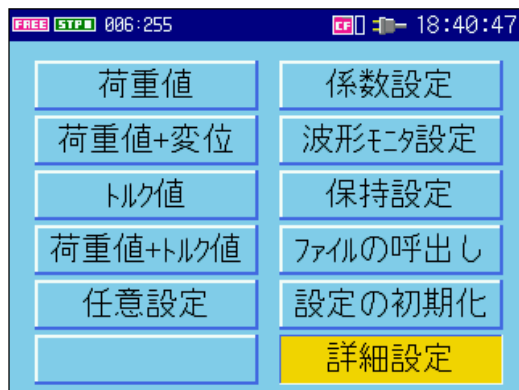 FREE STP 006:255 CF 18:40:47
荷重値
荷重値+変位
トルク値
荷重値+トルク値
任意設定
係数設定
波形モニタ設定
保持設定
ファイルの呼出し
設定の初期化
詳細設定